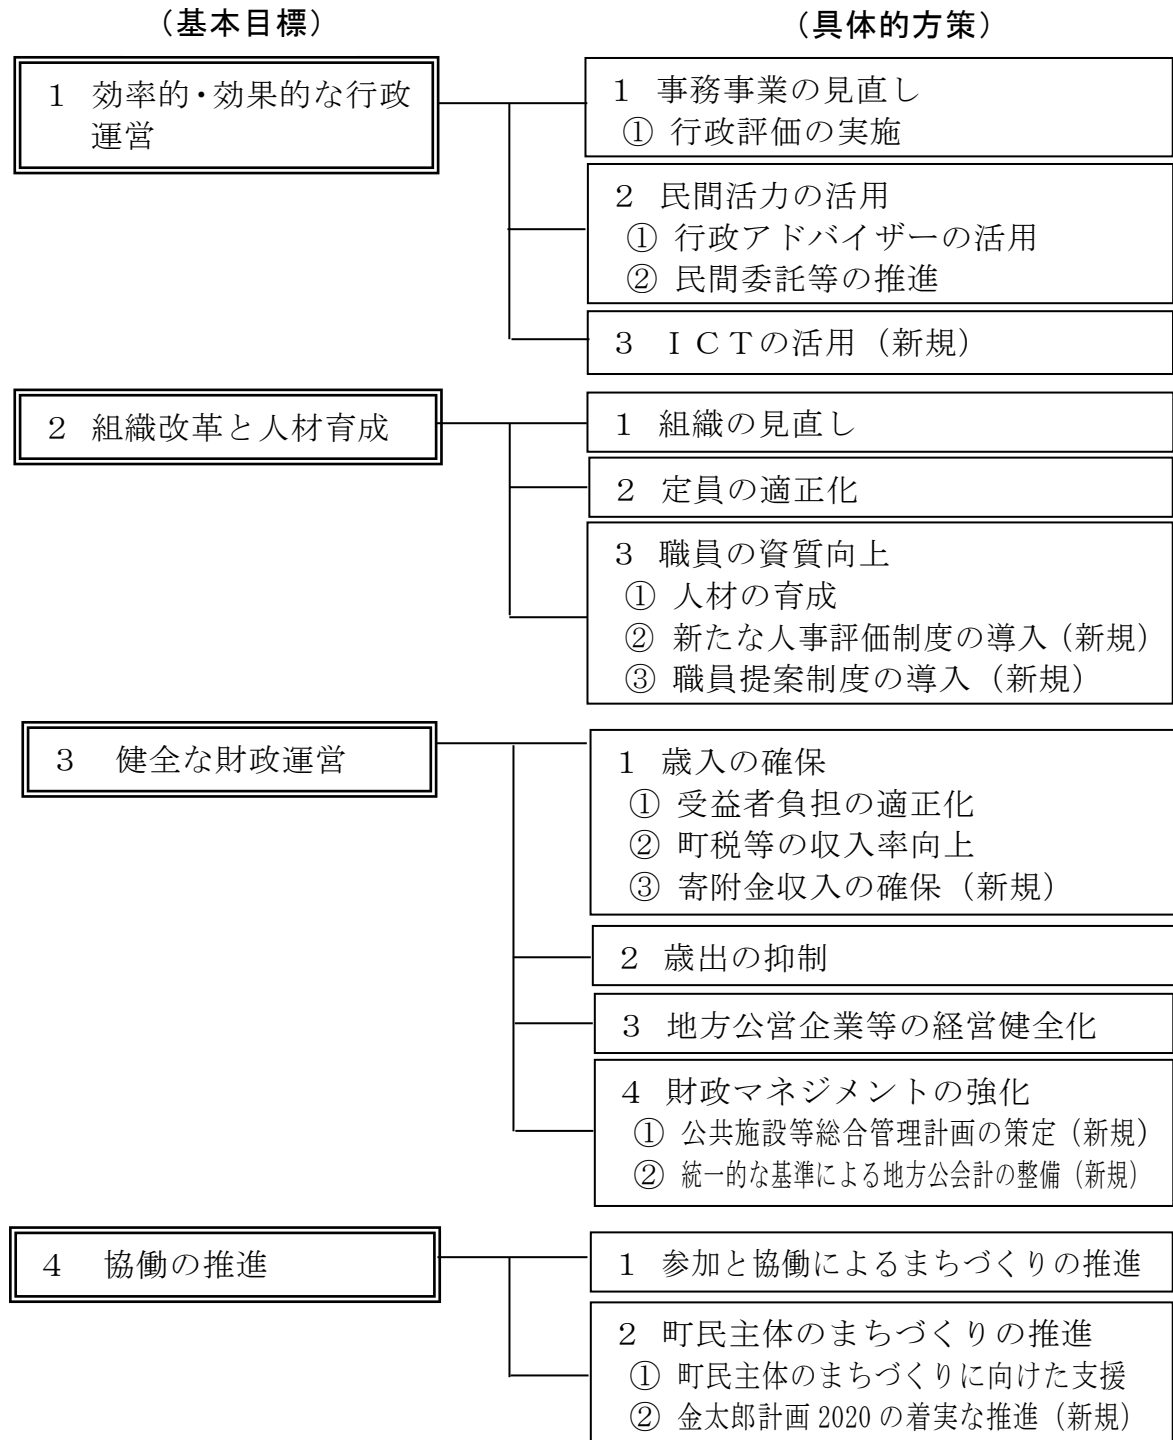 （基本目標）
（具体的方策）
１ 効率的・効果的な行政
運営
１ 事務事業の見直し
① 行政評価の実施
２ 民間活力の活用
① 行政アドバイザーの活用
② 民間委託等の推進
３ ＩＣＴの活用（新規）
２ 組織改革と人材育成
１ 組織の見直し
２ 定員の適正化
３ 職員の資質向上
① 人材の育成
② 新たな人事評価制度の導入（新規）
③ 職員提案制度の導入（新規）
３ 健全な財政運営
１ 歳入の確保
① 受益者負担の適正化
② 町税等の収入率向上
③ 寄附金収入の確保（新規）
２ 歳出の抑制
３ 地方公営企業等の経営健全化
４ 財政マネジメントの強化
① 公共施設等総合管理計画の策定（新規）
② 統一的な基準による地方公会計の整備（新規）
４ 協働の推進
１ 参加と協働によるまちづくりの推進
２ 町民主体のまちづくりの推進
① 町民主体のまちづくりに向けた支援
② 金太郎計画 2020 の着実な推進（新規）